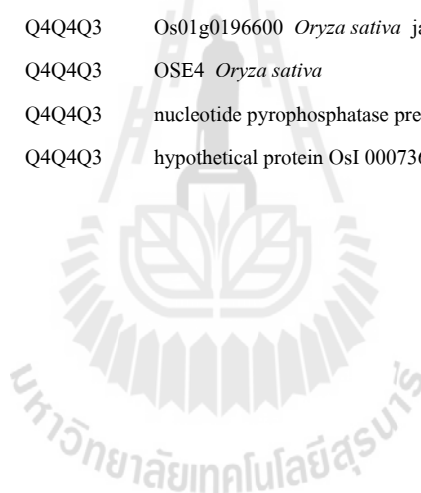 Q4Q4Q3 Os01g0196600 Oryza sativa ja
Q4Q4Q3 OSE4 Oryza sativa
Q4Q4Q3 nucleotide pyrophosphatase pre
Q4Q4Q3 hypothetical protein OsI 000736
มหาวิทยาลัยเทคโนโลยีสุรนารี